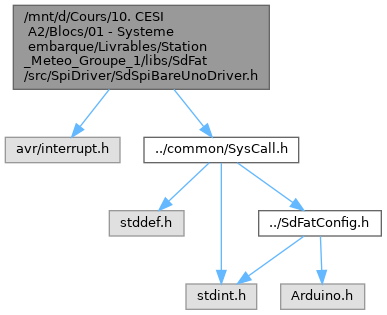 /mnt/d/Cours/10. CESI
A2/Blocs/01 - Systeme
embarque/Livrables/Station
_Meteo_Groupe_1/libs/SdFat
/src/SpiDriver/SdSpiBareUnoDriver.h
avr/interrupt.h
../common/SysCall.h
stddef.h
../SdFatConfig.h
stdint.h
Arduino.h